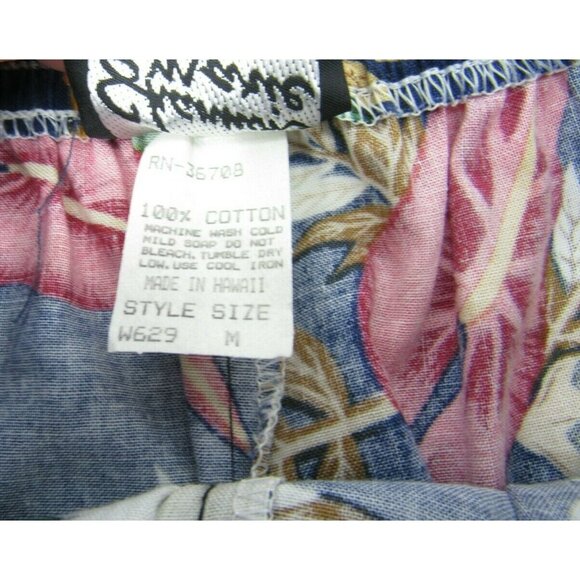 RN-36708
100% COTTON
MACHINE WASH COLD
MILD SOAP DO NOT
BLEACH, TUMBLE DRY
LOW, USE COOL IRON
MADE IN HAWAII
STYLE SIZE
W629 M